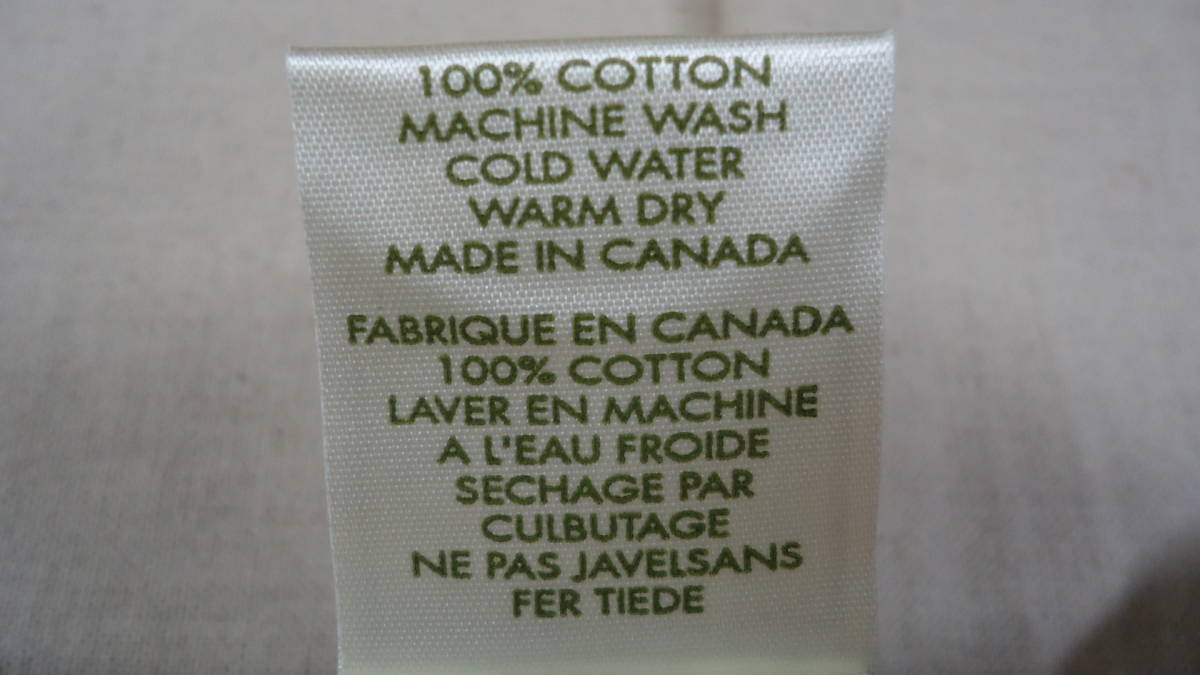 100% COTTON
MACHINE WASH
COLD WATER
WARM DRY
MADE IN CANADA
FABRIQUE EN CANADA
100% COTTON
LAVER EN MACHINE
A L'EAU FROIDE
SECHAGE PAR
CULBUTAGE
NE PAS JAVELSANS
FER TIEDE